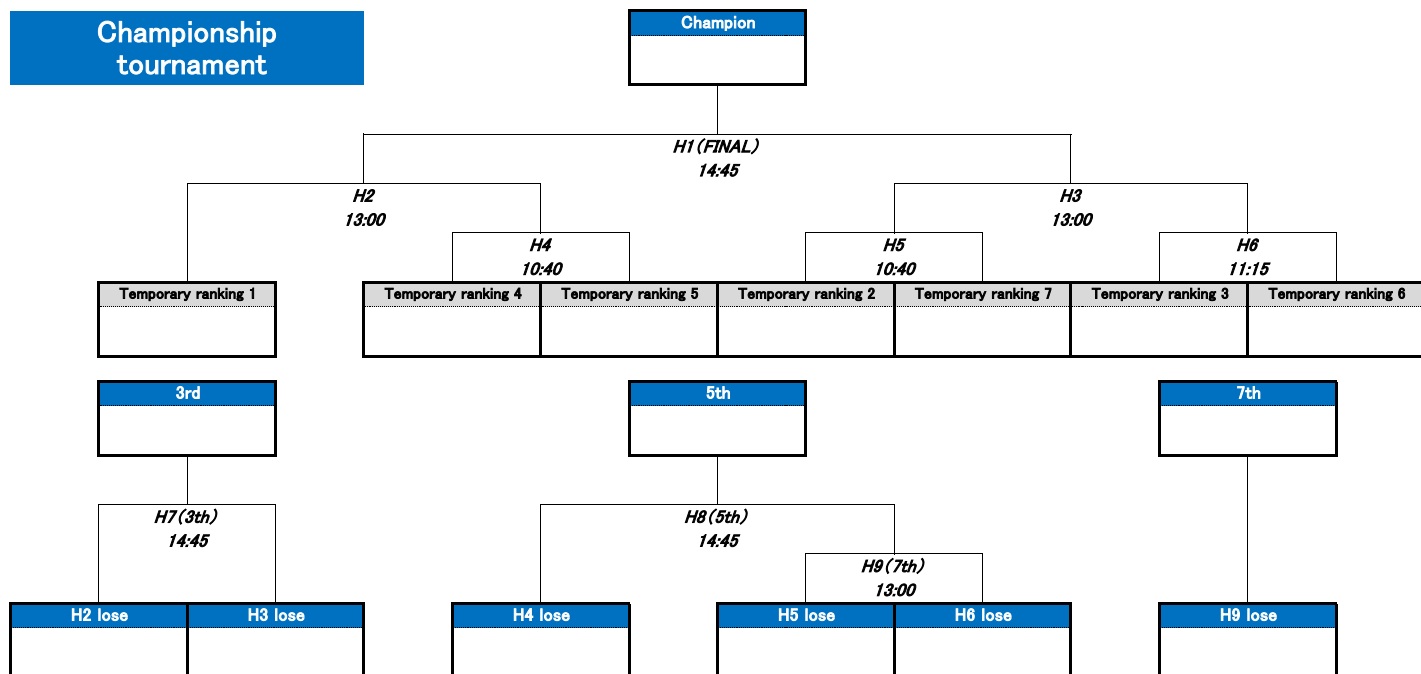 Championship
tournament
Champion
H1(FINAL)
14:45
H2
13:00
H3
13:00
H4
10:40
H5
10:40
H6
11:15
Temporary ranking 1
Temporary ranking 4
Temporary ranking 5
Temporary ranking 2
Temporary ranking 7
Temporary ranking 3
Temporary ranking 6
3rd
5th
7th
H7(3th)
14:45
H8(5th)
14:45
H9(7th)
13:00
H2 lose
H3 lose
H4 lose
H5 lose
H6 lose
H9 lose